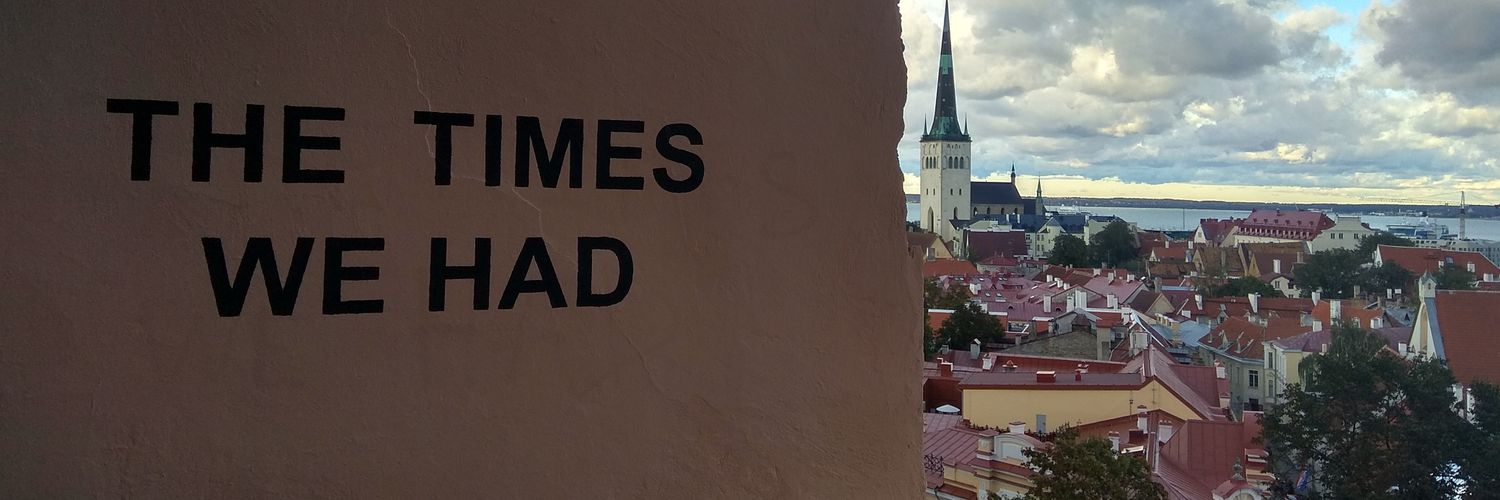 THE TIMES
WE HAD